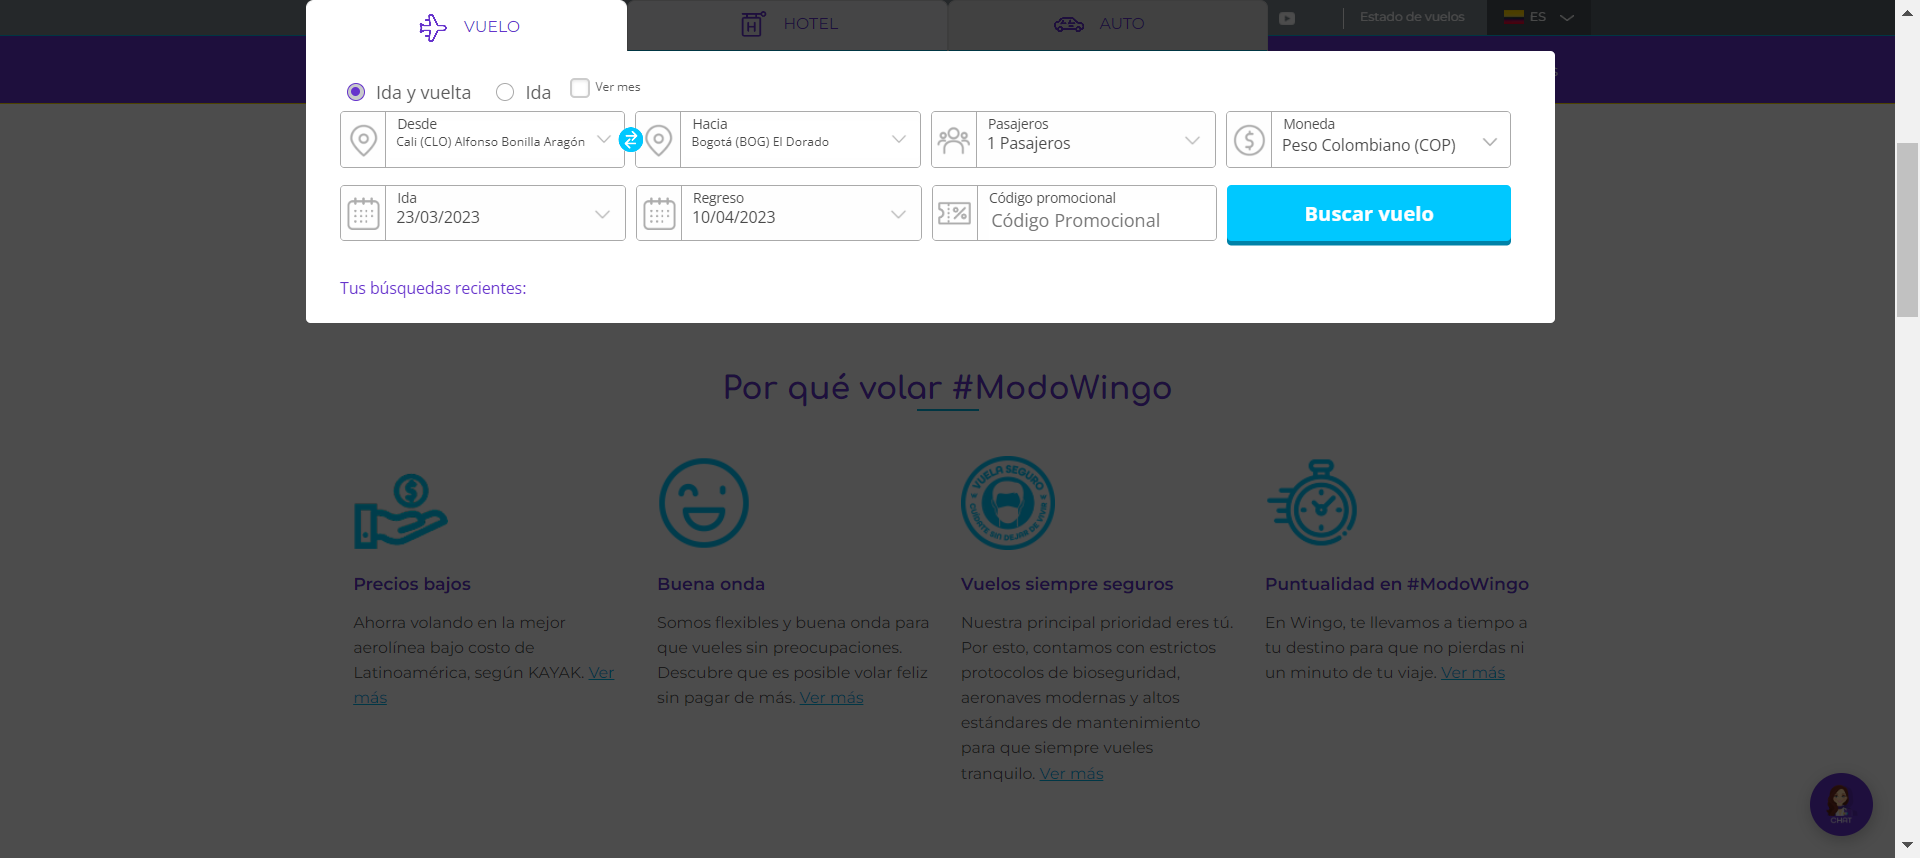 VUELO
HOTEL
AUTO
Estado de vuelos
ES
Ida y vuelta
Ida
Ver mes
Desde
Cali (CLO) Alfonso Bonilla Aragón
Hacia
Bogotá (BOG) El Dorado
Pasajeros
1 Pasajeros
Moneda
Peso Colombiano (COP)
Ida
23/03/2023
Regreso
10/04/2023
Código promocional
Código Promocional
Buscar vuelo
Tus búsquedas recientes:
Por qué volar #ModoWingo
VUELA SEGURO
CUÍDATE SIN DEJAR DE VIVIR
Precios bajos
Ahorra volando en la mejor
aerolínea bajo costo de
Latinoamérica, según KAYAK. Ver
más
Buena onda
Somos flexibles y buena onda para
que vueles sin preocupaciones.
Descubre que es posible volar feliz
sin pagar de más. Ver más
Vuelos siempre seguros
Nuestra principal prioridad eres tú.
Por esto, contamos con estrictos
protocolos de bioseguridad,
aeronaves modernas y altos
estándares de mantenimiento
para que siempre vueles
tranquilo. Ver más
Puntualidad en #ModoWingo
En Wingo, te llevamos a tiempo a
tu destino para que no pierdas ni
un minuto de tu viaje. Ver más
CHAT